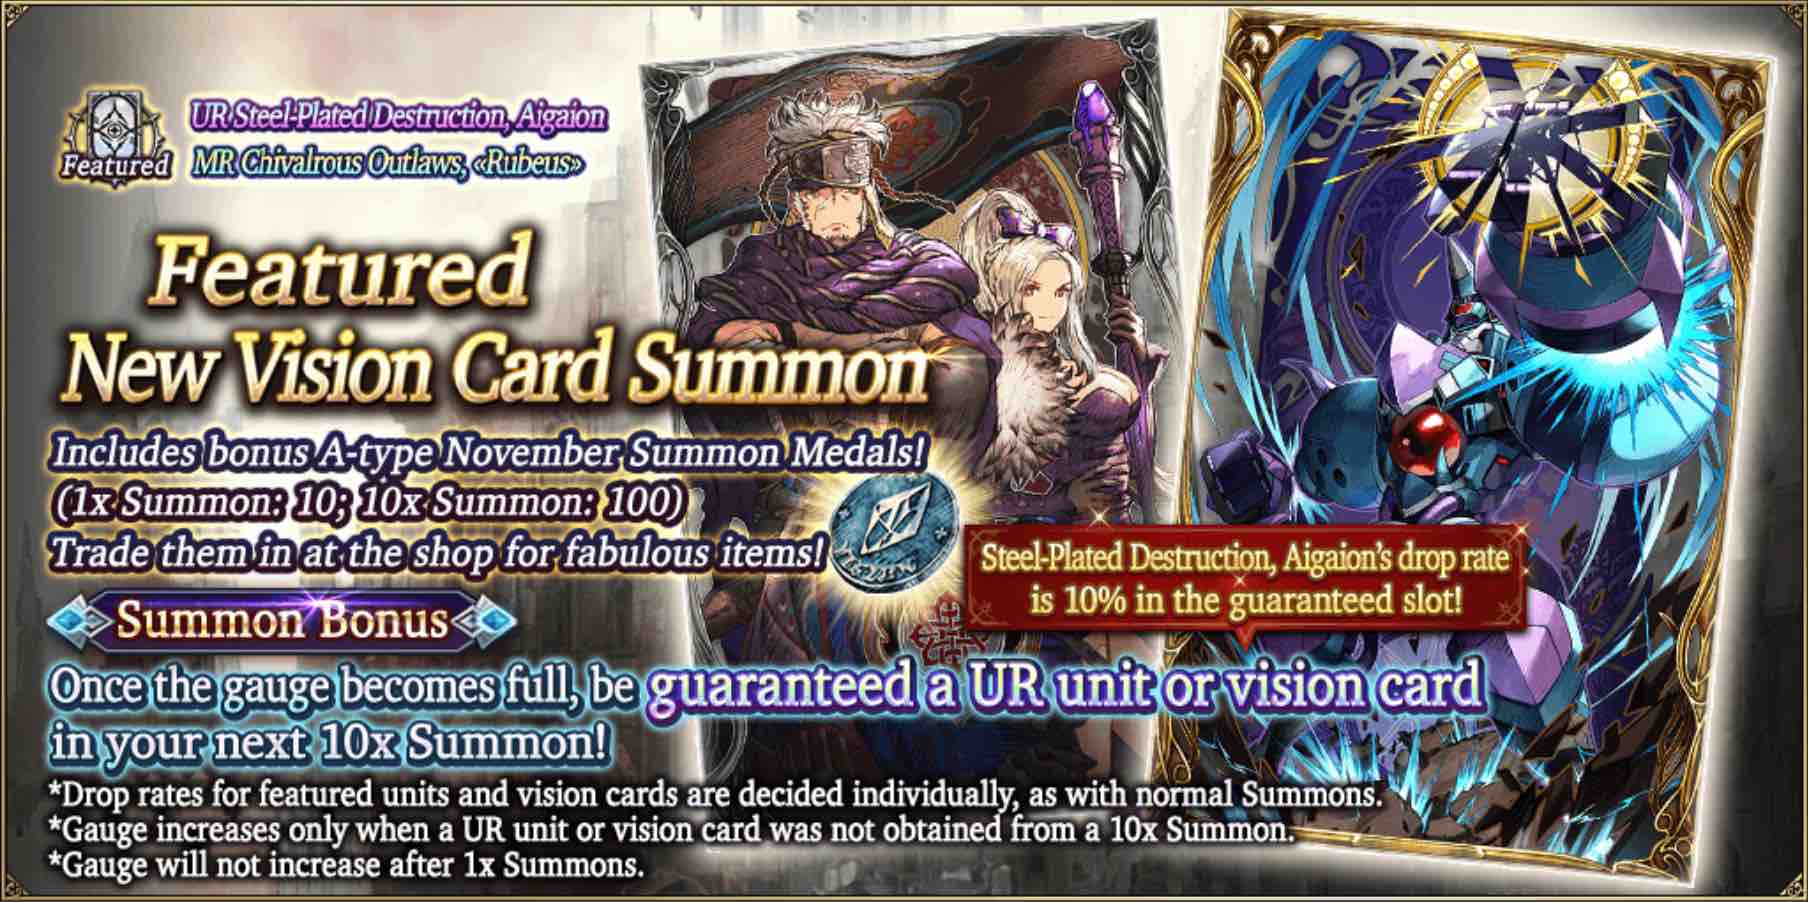 Featured
UR Steel-Plated Destruction, Aigaion
MR Chivalrous Outlaws, «Rubeus»
Featured
New Vision Card Summon
Includes bonus A-type November Summon Medals!
(1x Summon: 10; 10x Summon: 100)
Trade them in at the shop for fabulous items!
Steel-Plated Destruction, Aigaion's drop rate
is 10% in the guaranteed slot!
Summon Bonus
Once the gauge becomes full, be guaranteed a UR unit or vision card
in your next 10x Summon!
*Drop rates for featured units and vision cards are decided individually, as with normal Summons.
*Gauge increases only when a UR unit or vision card was not obtained from a 10x Summon.
*Gauge will not increase after 1x Summons.